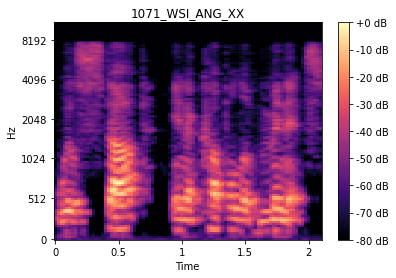 1071_WSI_ANG_XX
+0 dB
8192
-10 dB
4096
-20 dB
-30 dB
2048
Hz
-40 dB
1024
-50 dB
512
-60 dB
-70 dB
0
-80 dB
0
0.5
1
1.5
2
Time